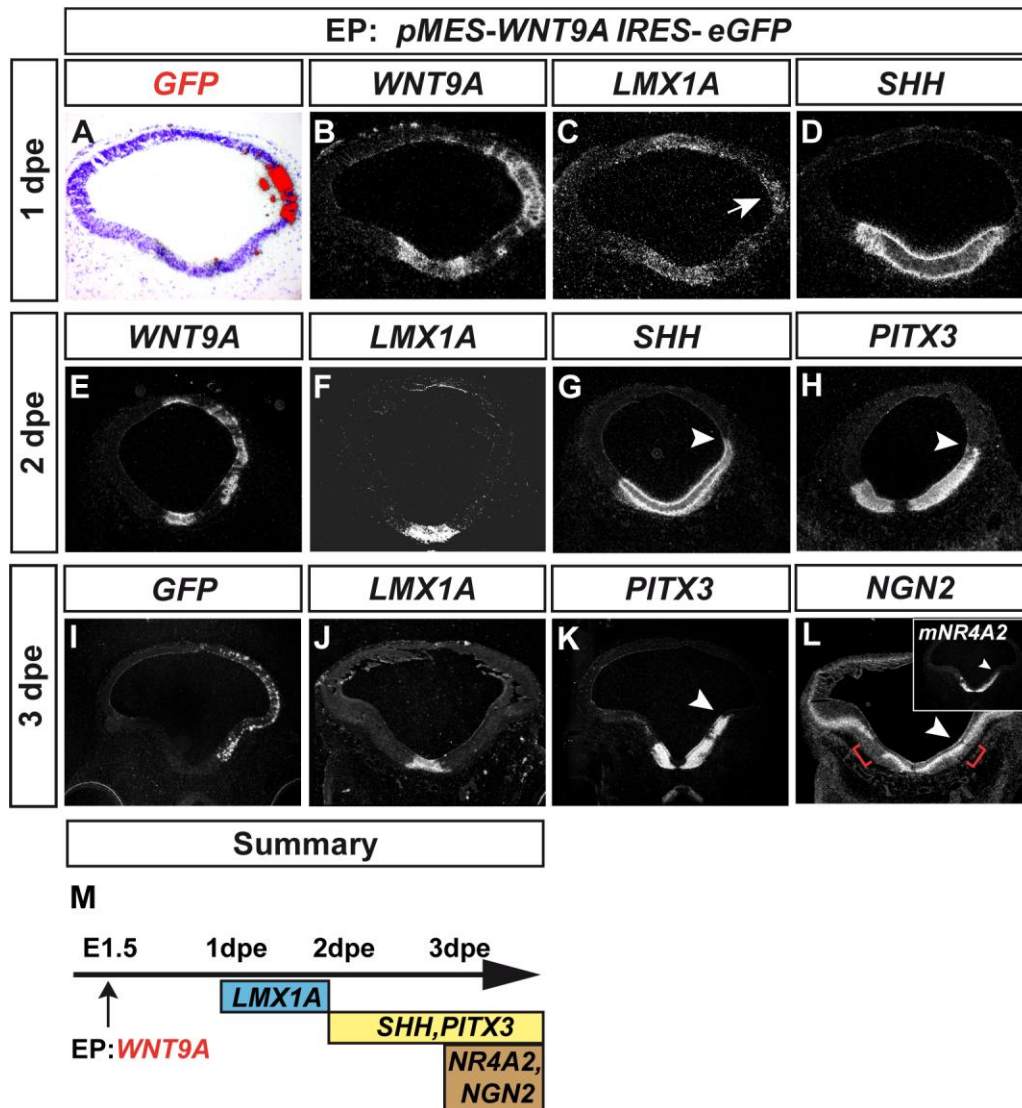 EP: pMES-WNT9A IRES- eGFP
1 dpe
GFP
WNT9A
LMX1A
SHH
A
B
C
D
2 dpe
WNT9A
LMX1A
SHH
PITX3
E
F
G
H
3 dpe
GFP
LMX1A
PITX3
NGN2
I
J
K
L
mNR4A2
Summary
M
E1.5
1dpe
2dpe
3dpe
LMX1A
SHH,PITX3
EP:WNT9A
NR4A2,
NGN2